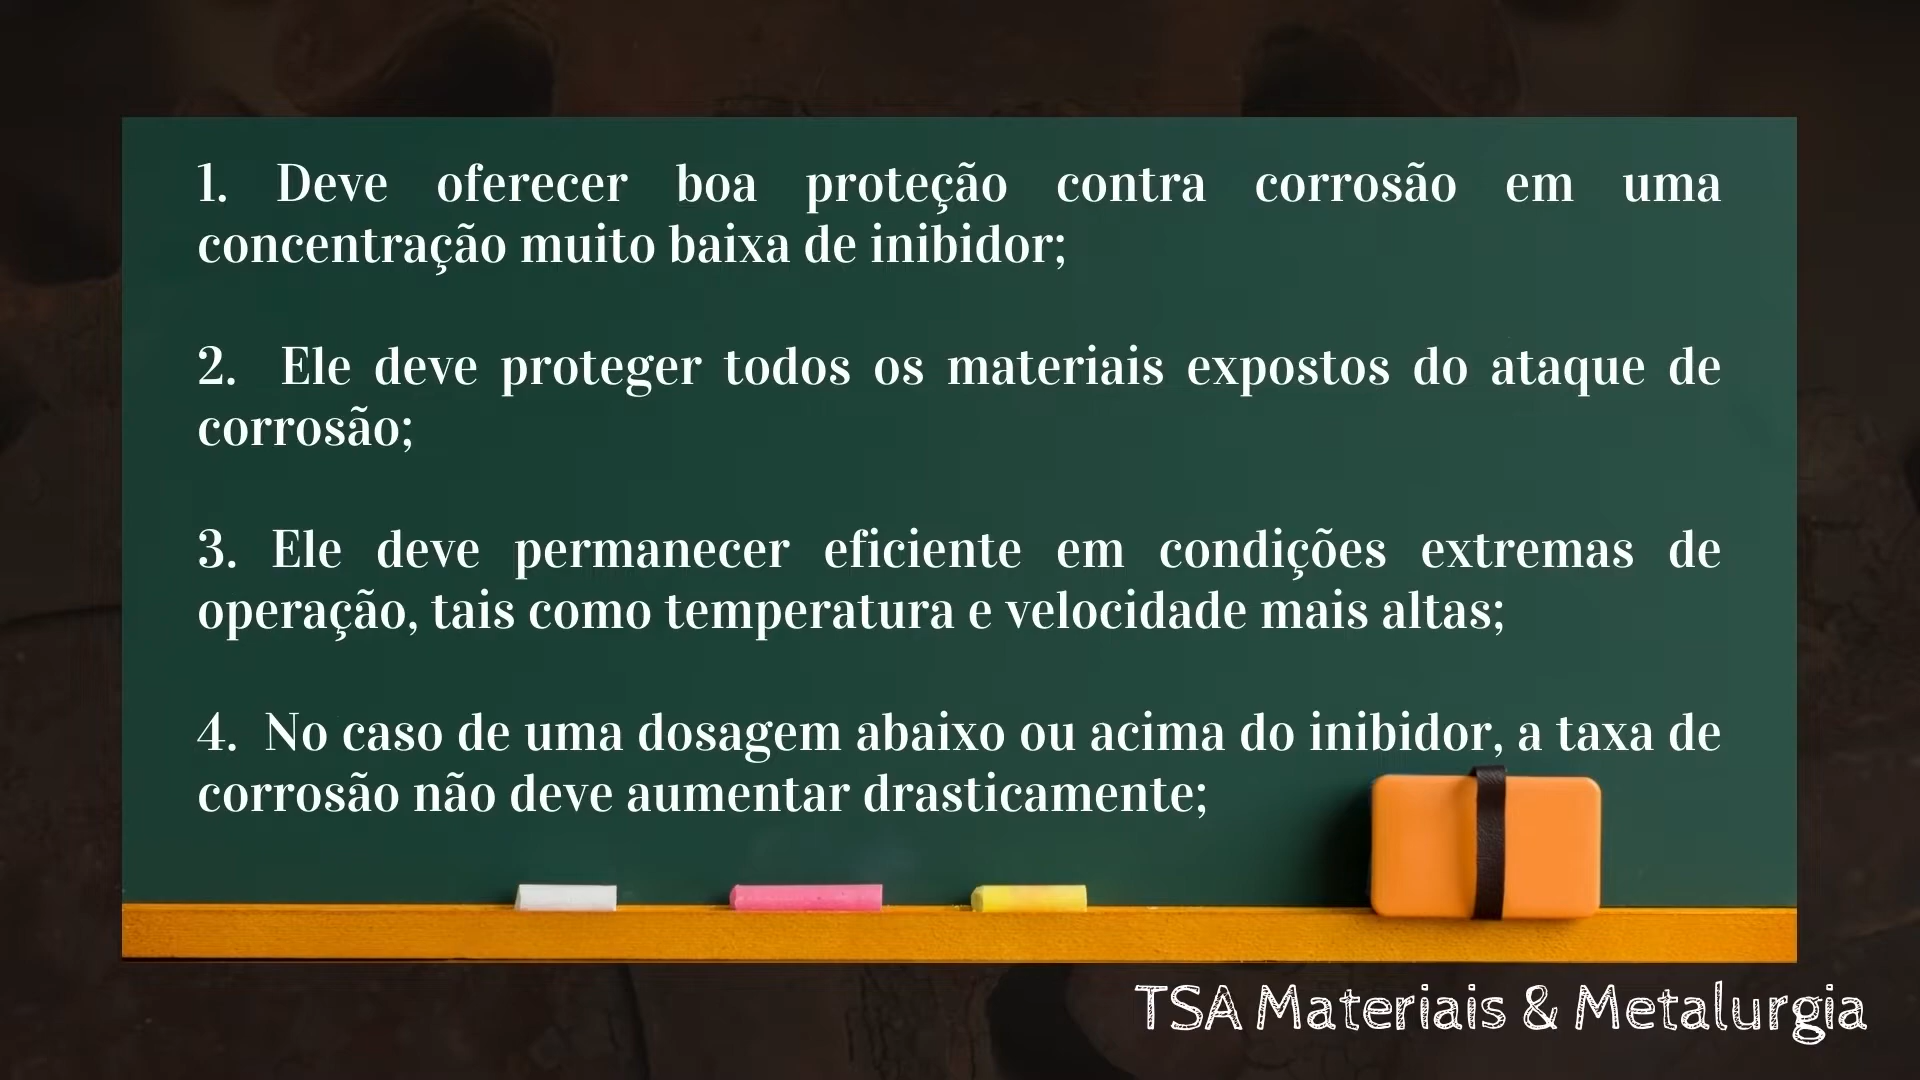 1. Deve oferecer boa proteção contra corrosão em uma
concentração muito baixa de inibidor;
2. Ele deve proteger todos os materiais expostos do ataque de
corrosão;
3. Ele deve permanecer eficiente em condições extremas de
operação, tais como temperatura e velocidade mais altas;
4. No caso de uma dosagem abaixo ou acima do inibidor, a taxa de
corrosão não deve aumentar drasticamente;
TSA Materiais & Metalurgia